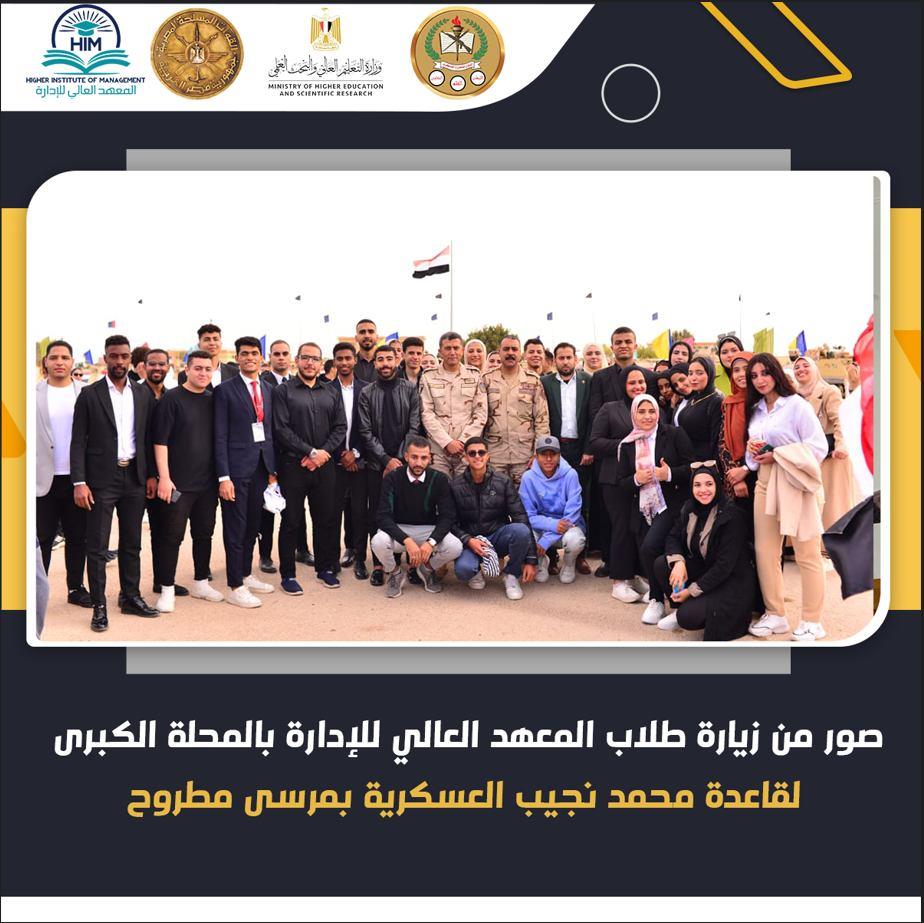 HIM
HIGHER INSTITUTE OF MANAGEMENT
المعهد العالي للإدارة
وزارة التعليم العالي والبحث العلمي
MINISTRY OF HIGHER EDUCATION
AND SCIENTIFIC RESEARCH
صور من زيارة طلاب المعهد العالي للإدارة بالمحلة الكبرى
لقاعدة محمد نجيب العسكرية بمرسى مطروح